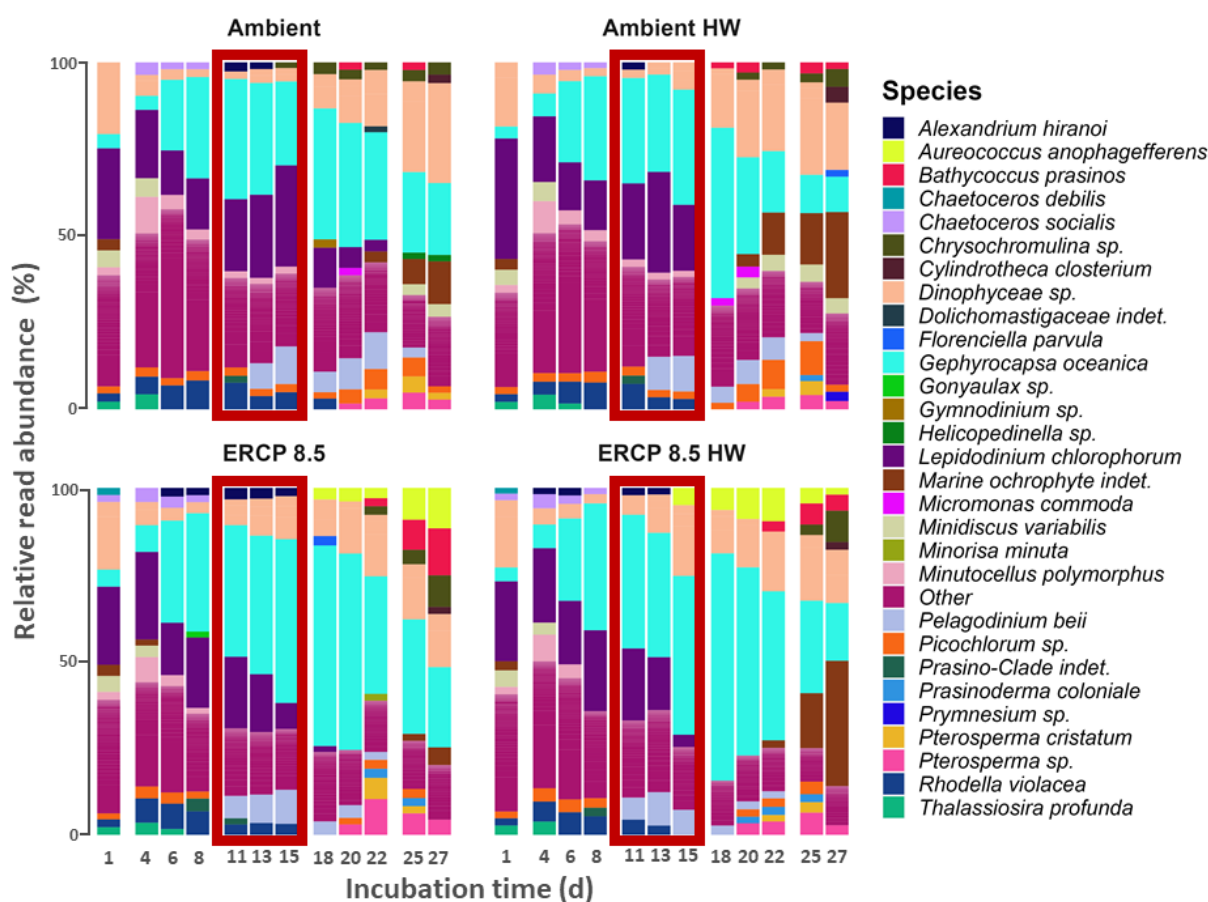 Ambient
Ambient HW
100
50
0
ERCP 8.5
ERCP 8.5 HW
100
50
0
1 4 6 8 11 13 15 18 20 22 25 27
1 4 6 8 11 13 15 18 20 22 25 27
Relative read abundance (%)
Incubation time (d)
Species
Alexandrium hiranoi
Aureococcus anophagefferens
Bathycoccus prasinos
Chaetoceros debilis
Chaetoceros socialis
Chrysochromulina sp.
Cylindrotheca closterium
Dinophyceae sp.
Dolichomastigaceae indet.
Florenciella parvula
Gephyrocapsa oceanica
Gonyaulax sp.
Gymnodinium sp.
Helicopedinella sp.
Lepidodinium chlorophorum
Marine ochrophyte indet.
Micromonas commoda
Minidiscus variabilis
Minorisa minuta
Minutocellus polymorphus
Other
Pelagodinium beii
Picochlorum sp.
Prasino-Clade indet.
Prasinoderma coloniale
Prymnesium sp.
Pterosperma cristatum
Pterosperma sp.
Rhodella violacea
Thalassiosira profunda